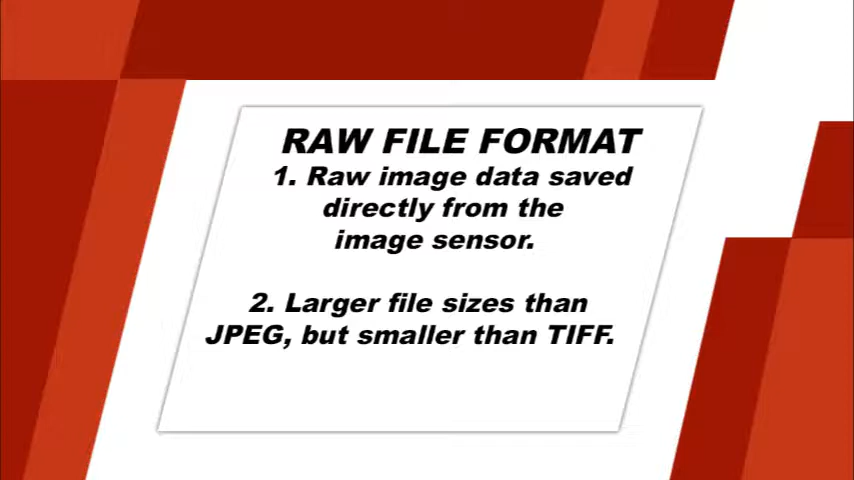 RAW FILE FORMAT
1. Raw image data saved
directly from the
image sensor.
2. Larger file sizes than
JPEG, but smaller than TIFF.